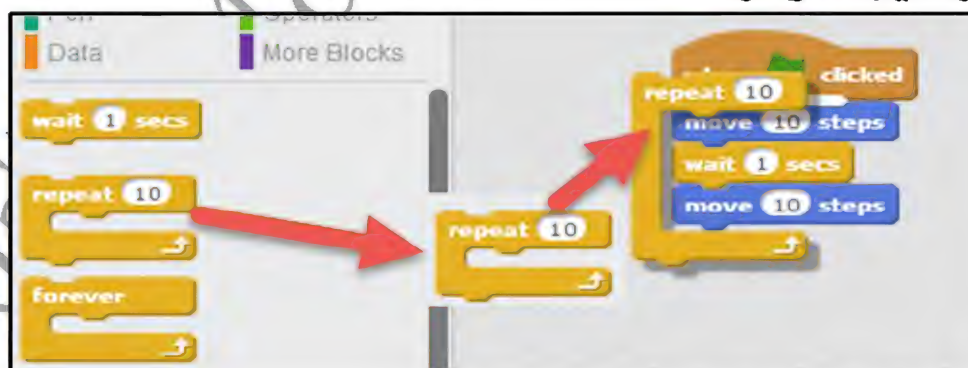 Data
More Blocks
wait 1 secs
repeat 10
forever
repeat 10
clicked
repeat 10
move 10 steps
wait 1 secs
move 10 steps